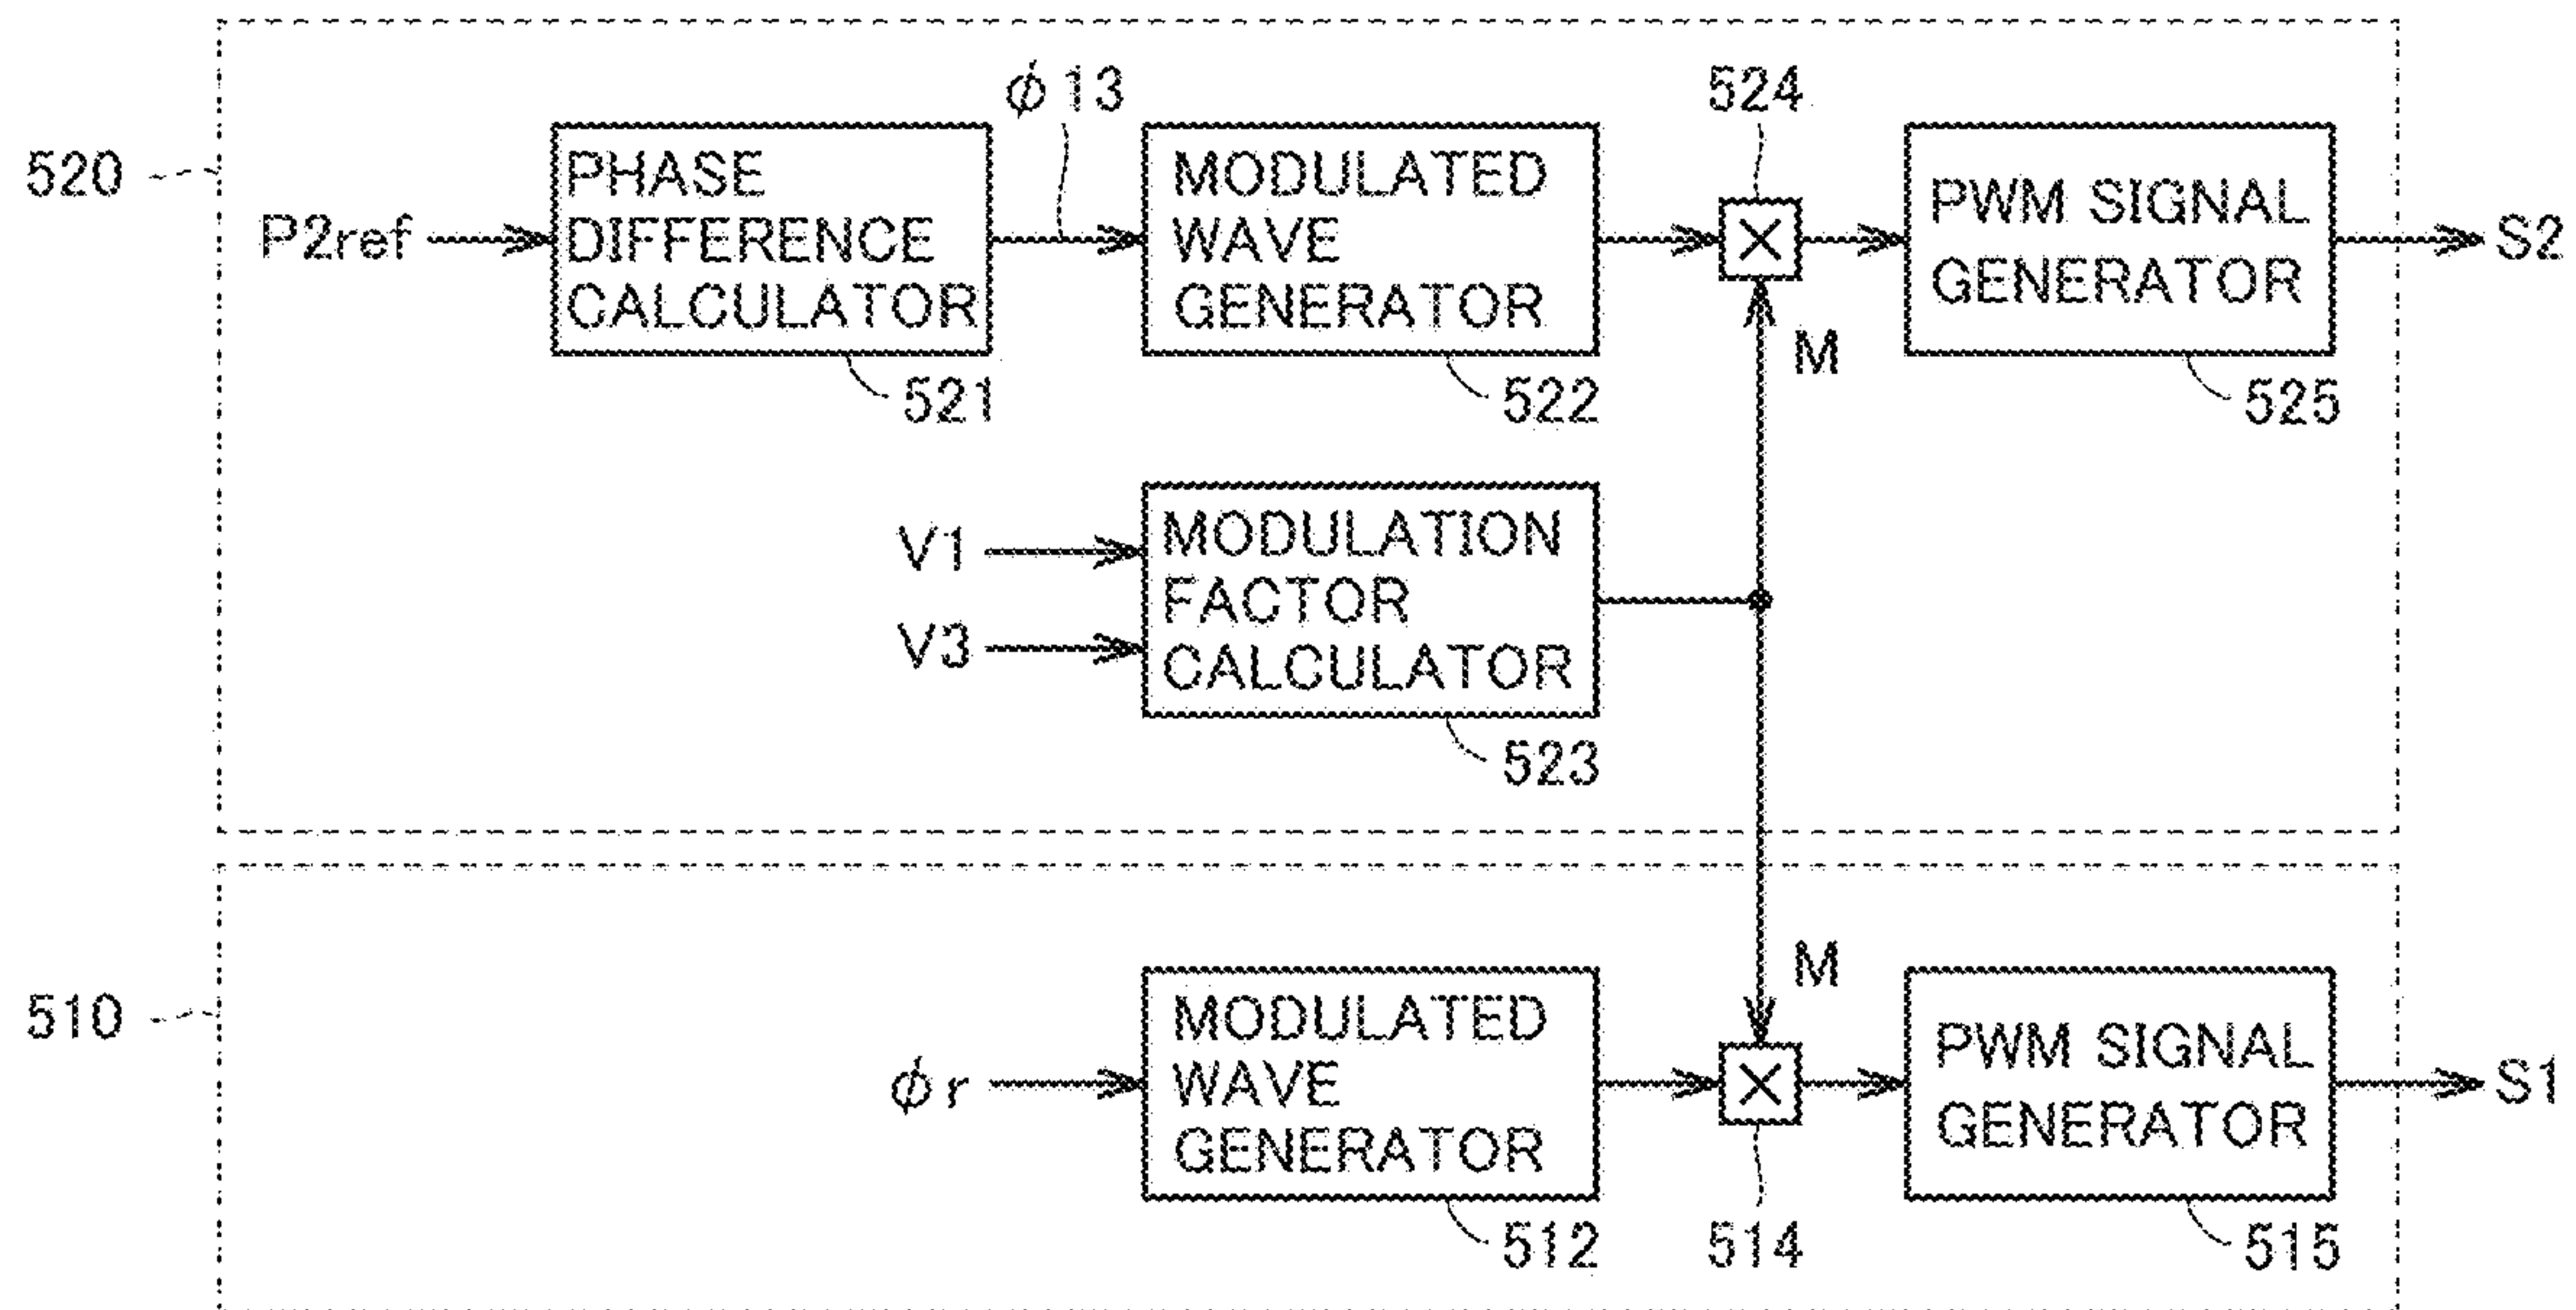 φ13
524
520
P2ref
PHASE
DIFFERENCE
CALCULATOR
MODULATED
WAVE
GENERATOR
×
PWM SIGNAL
GENERATOR
S2
M
521
522
525
V1
V3
MODULATION
FACTOR
CALCULATOR
523
510
φr
MODULATED
WAVE
GENERATOR
M
×
PWM SIGNAL
GENERATOR
S1
512
514
515